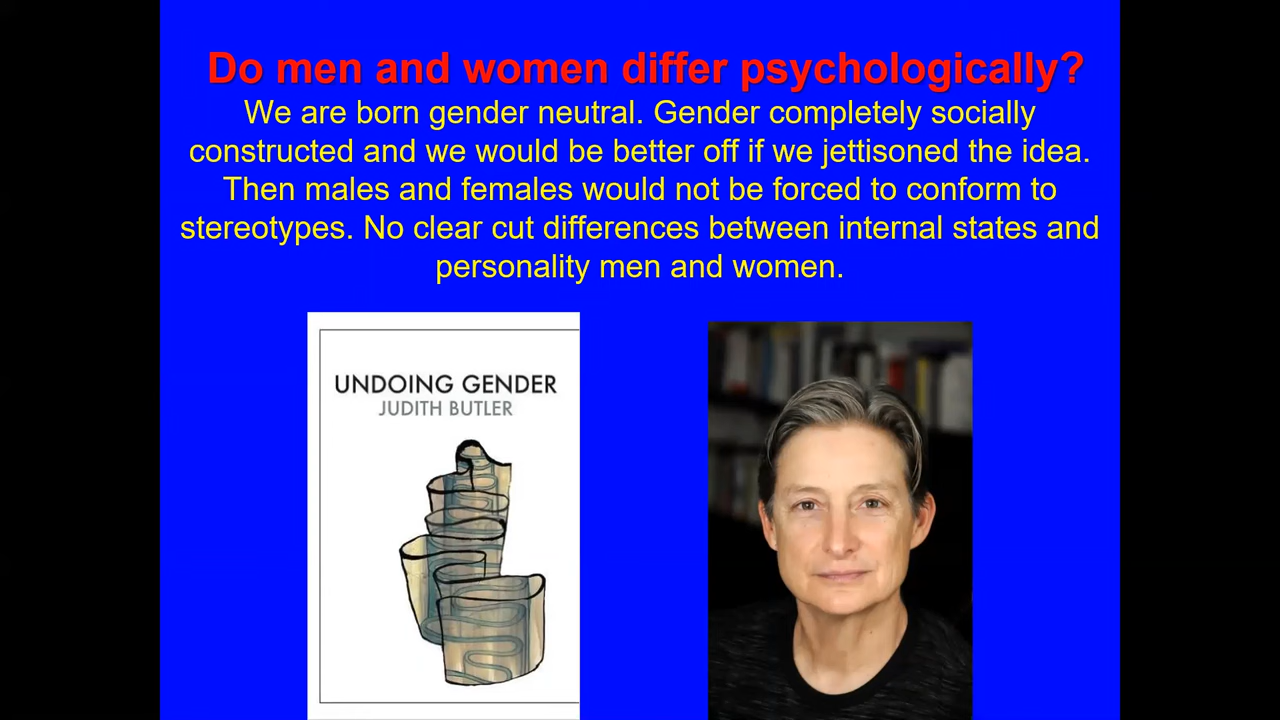 Do men and women differ psychologically?
We are born gender neutral. Gender completely socially
constructed and we would be better off if we jettisoned the idea.
Then males and females would not be forced to conform to
stereotypes. No clear cut differences between internal states and
personality men and women.
UNDOING GENDER
JUDITH BUTLER